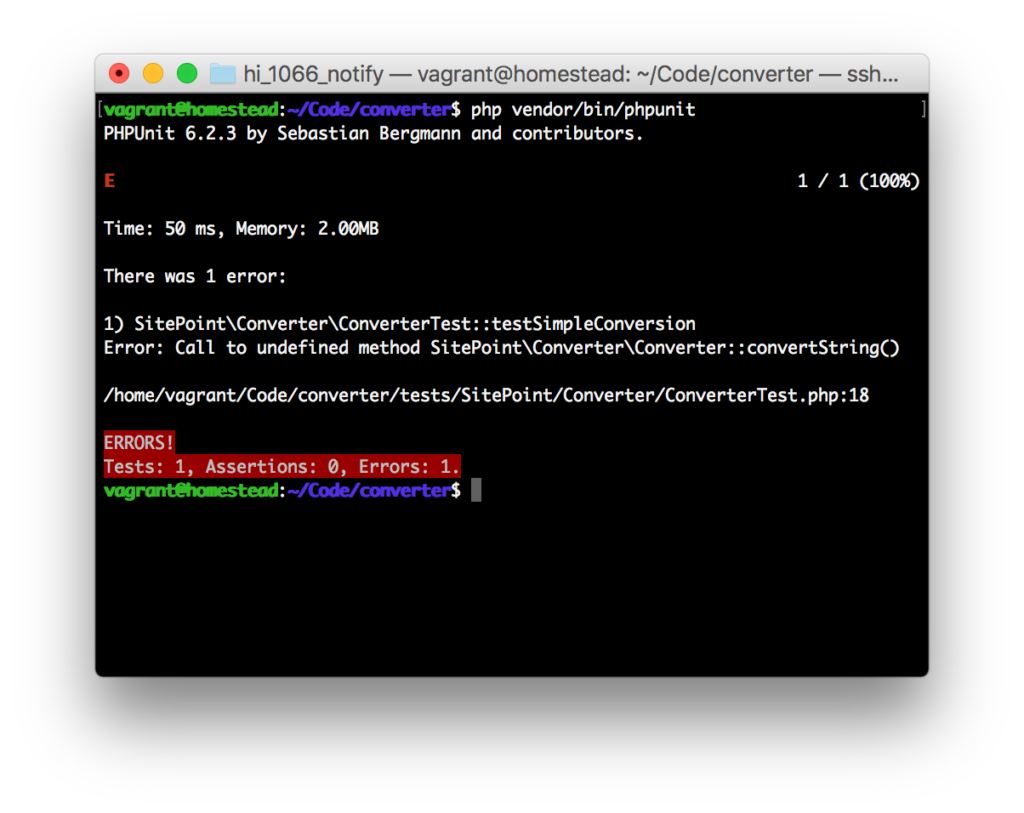 hi_1066_notify — vagrant@homestead: ~/Code/converter — ssh...
[vagrant@homestead:~/Code/converter$ php vendor/bin/phpunit ]
PHPUnit 6.2.3 by Sebastian Bergmann and contributors.
E 1 / 1 (100%)
Time: 50 ms, Memory: 2.00MB
There was 1 error:
1) SitePoint\Converter\ConverterTest::testSimpleConversion
Error: Call to undefined method SitePoint\Converter\Converter::convertString()
/home/vagrant/Code/converter/tests/SitePoint/Converter/ConverterTest.php:18
ERRORS!
Tests: 1, Assertions: 0, Errors: 1.
vagrant@homestead:~/Code/converter$